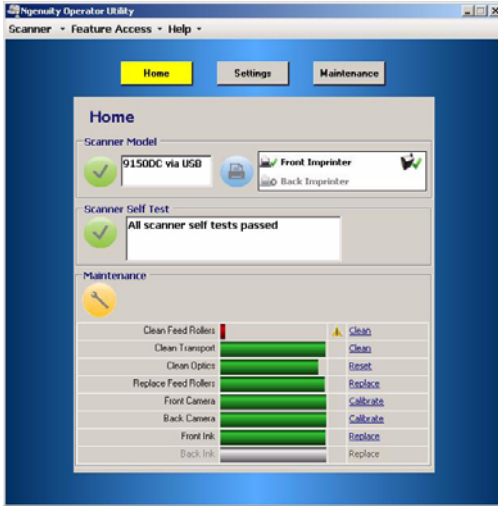 Ngenuity Operator Utility
Scanner Feature Access Help
Home Settings Maintenance
Home
Scanner Model
9150DC via USB
Front Imprinter
Back Imprinter
Scanner Self Test
All scanner self tests passed
Maintenance
Clean Feed Rollers Clean
Clean Transport Clean
Clean Optics Reset
Replace Feed Rollers Replace
Front Camera Calibrate
Back Camera Calibrate
Front Ink Replace
Back Ink Replace